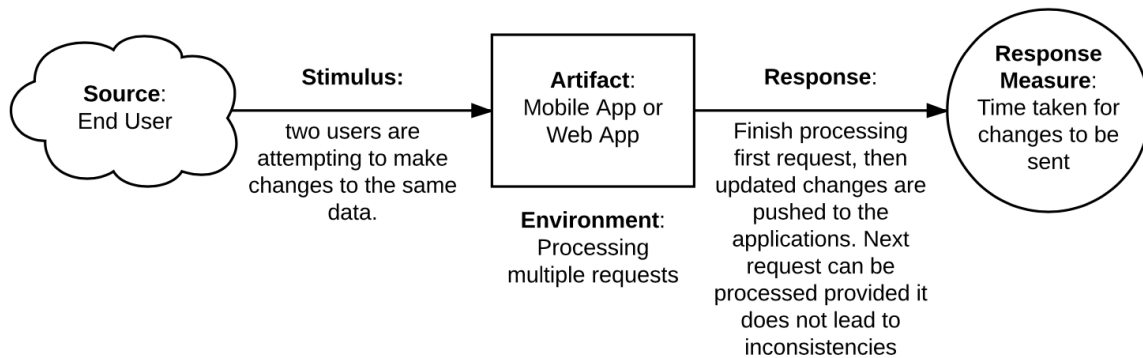 Source:
End User
Stimulus:
two users are
attempting to make
changes to the same
data.
Artifact:
Mobile App or
Web App
Environment:
Processing
multiple requests
Response:
Finish processing
first request, then
updated changes are
pushed to the
applications. Next
request can be
processed provided it
does not lead to
inconsistencies
Response
Measure:
Time taken for
changes to be
sent